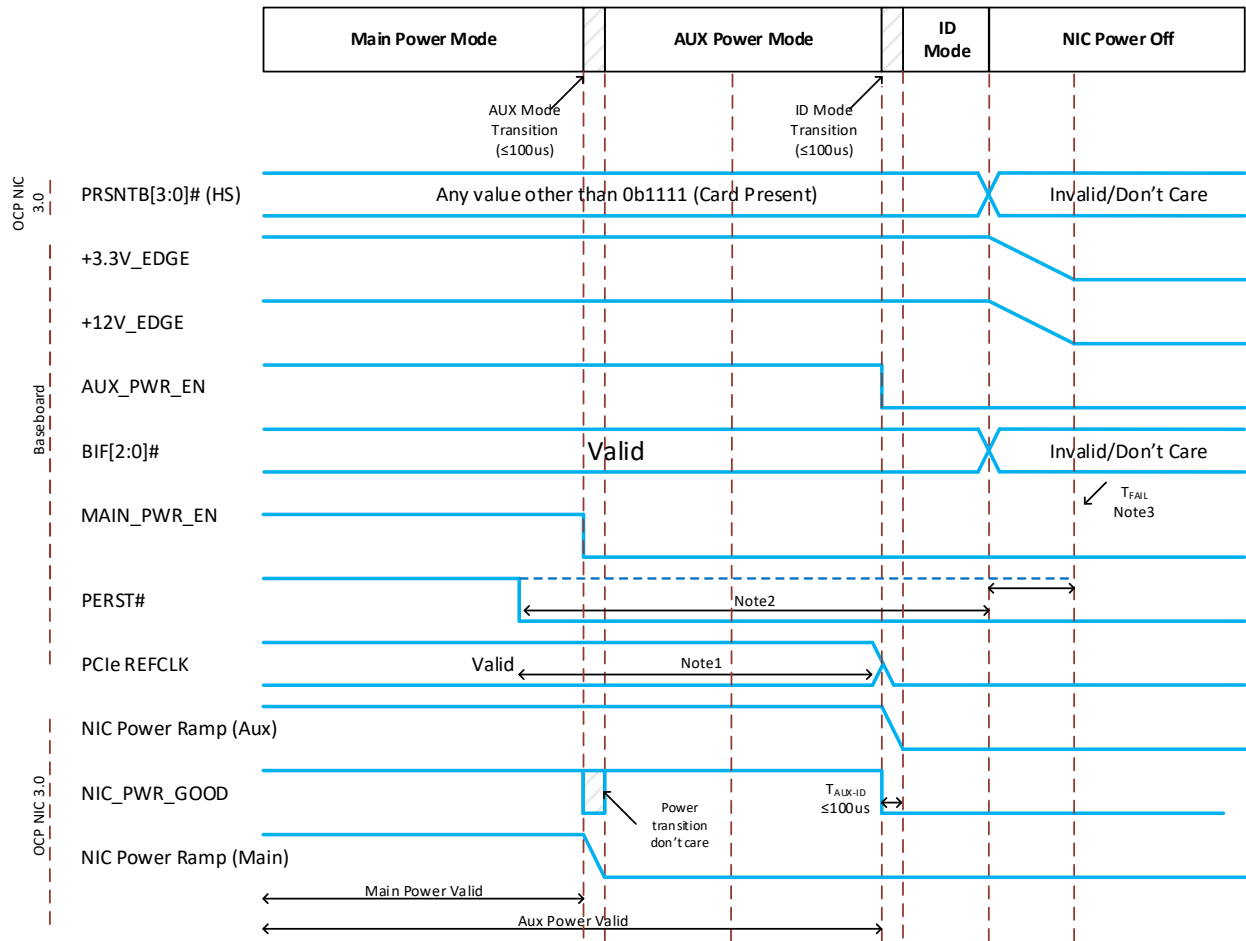 Main Power Mode
AUX Power Mode
ID
Mode
NIC Power Off
AUX Mode
Transition
(≤100us)
ID Mode
Transition
(≤100us)
OCP NIC
3.0
PRSNTB[3:0]# (HS)
Any value other than 0b1111 (Card Present)
Invalid/Don't Care
+3.3V_EDGE
+12V_EDGE
AUX_PWR_EN
Baseboard
BIF[2:0]#
Valid
Invalid/Don't Care
TFAIL
Note3
MAIN_PWR_EN
PERST#
Note2
PCIe REFCLK
Valid
Note1
NIC Power Ramp (Aux)
OCP NIC 3.0
NIC_PWR_GOOD
Power
transition
don't care
TAUX-ID
≤100us
NIC Power Ramp (Main)
Main Power Valid
Aux Power Valid